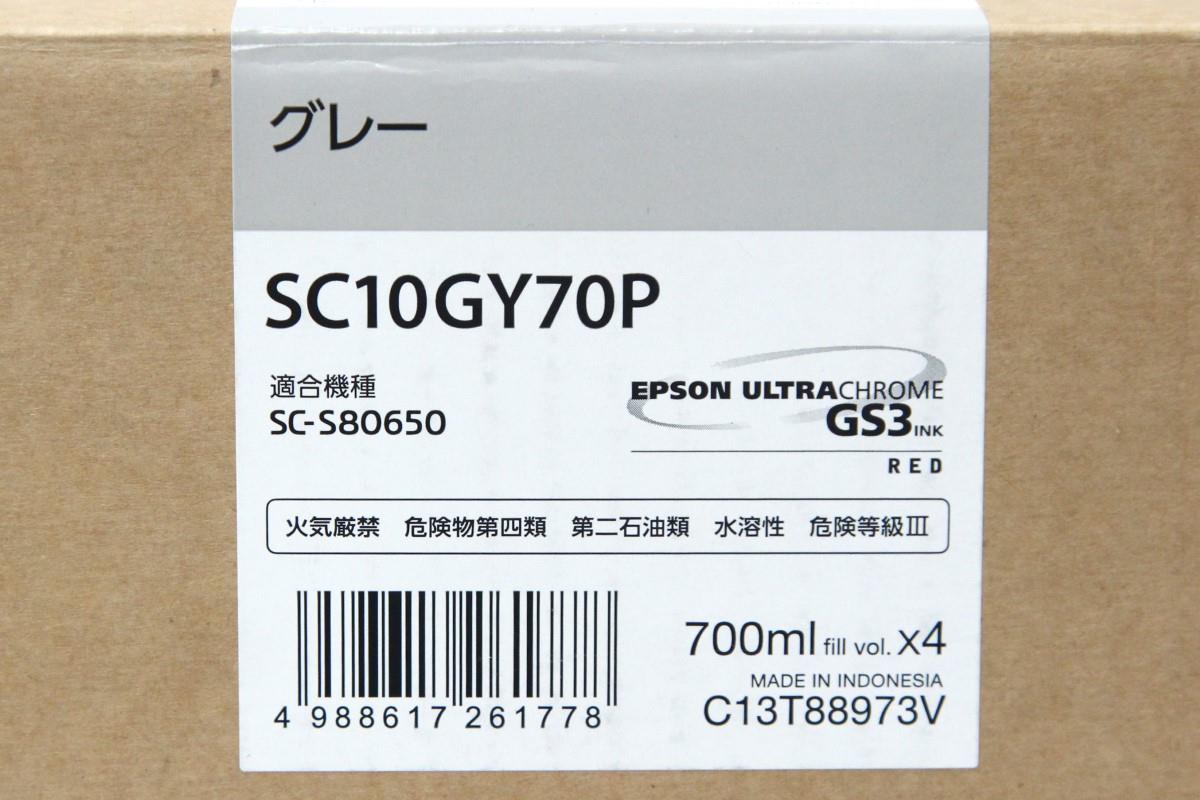 グレー
SC10GY70P
適合機種
SC-S80650
EPSON ULTRACHROME
GS3 INK
RED
火気厳禁 危険物第四類 第二石油類 水溶性 危険等級Ⅲ
700ml fill vol. X4
MADE IN INDONESIA
C13T88973V
4 988617 261778